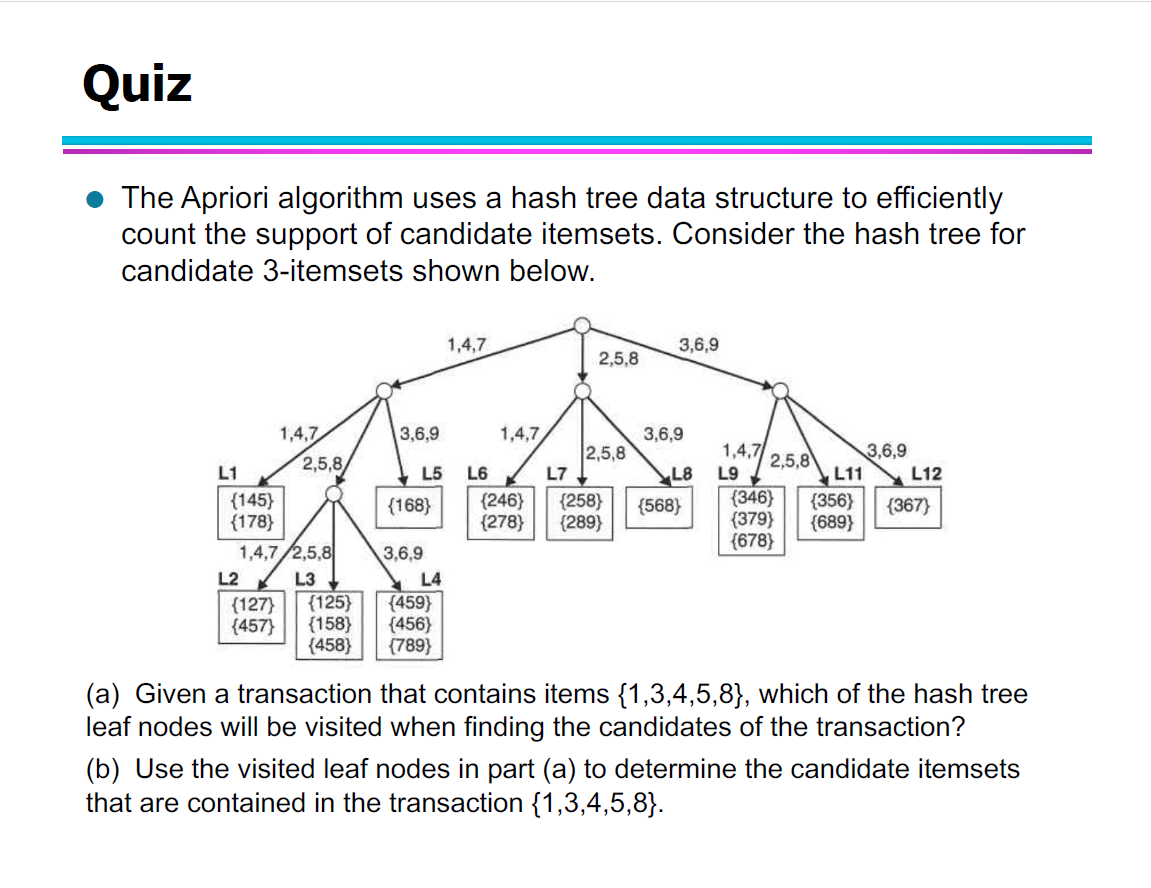 Quiz
The Apriori algorithm uses a hash tree data structure to efficiently
count the support of candidate itemsets. Consider the hash tree for
candidate 3-itemsets shown below.
1,4,7
3,6,9
2,5,8
1,4,7
3,6,9
1,4,7
3,6,9
2,5,8
1,4,7
3,6,9
2,5,8
2,5,8
L1
L5
L6
L7
L8
L9
L11
L12
{145}
{178}
{168}
{246}
{278}
{258}
{289}
{568}
{346}
{379}
{678}
{356}
{689}
{367}
1,4,7
2,5,8
3,6,9
L2
L3
L4
{127}
{457}
{125}
{158}
{458}
{459}
{456}
{789}
(a) Given a transaction that contains items {1,3,4,5,8}, which of the hash tree
leaf nodes will be visited when finding the candidates of the transaction?
(b) Use the visited leaf nodes in part (a) to determine the candidate itemsets
that are contained in the transaction {1,3,4,5,8}.